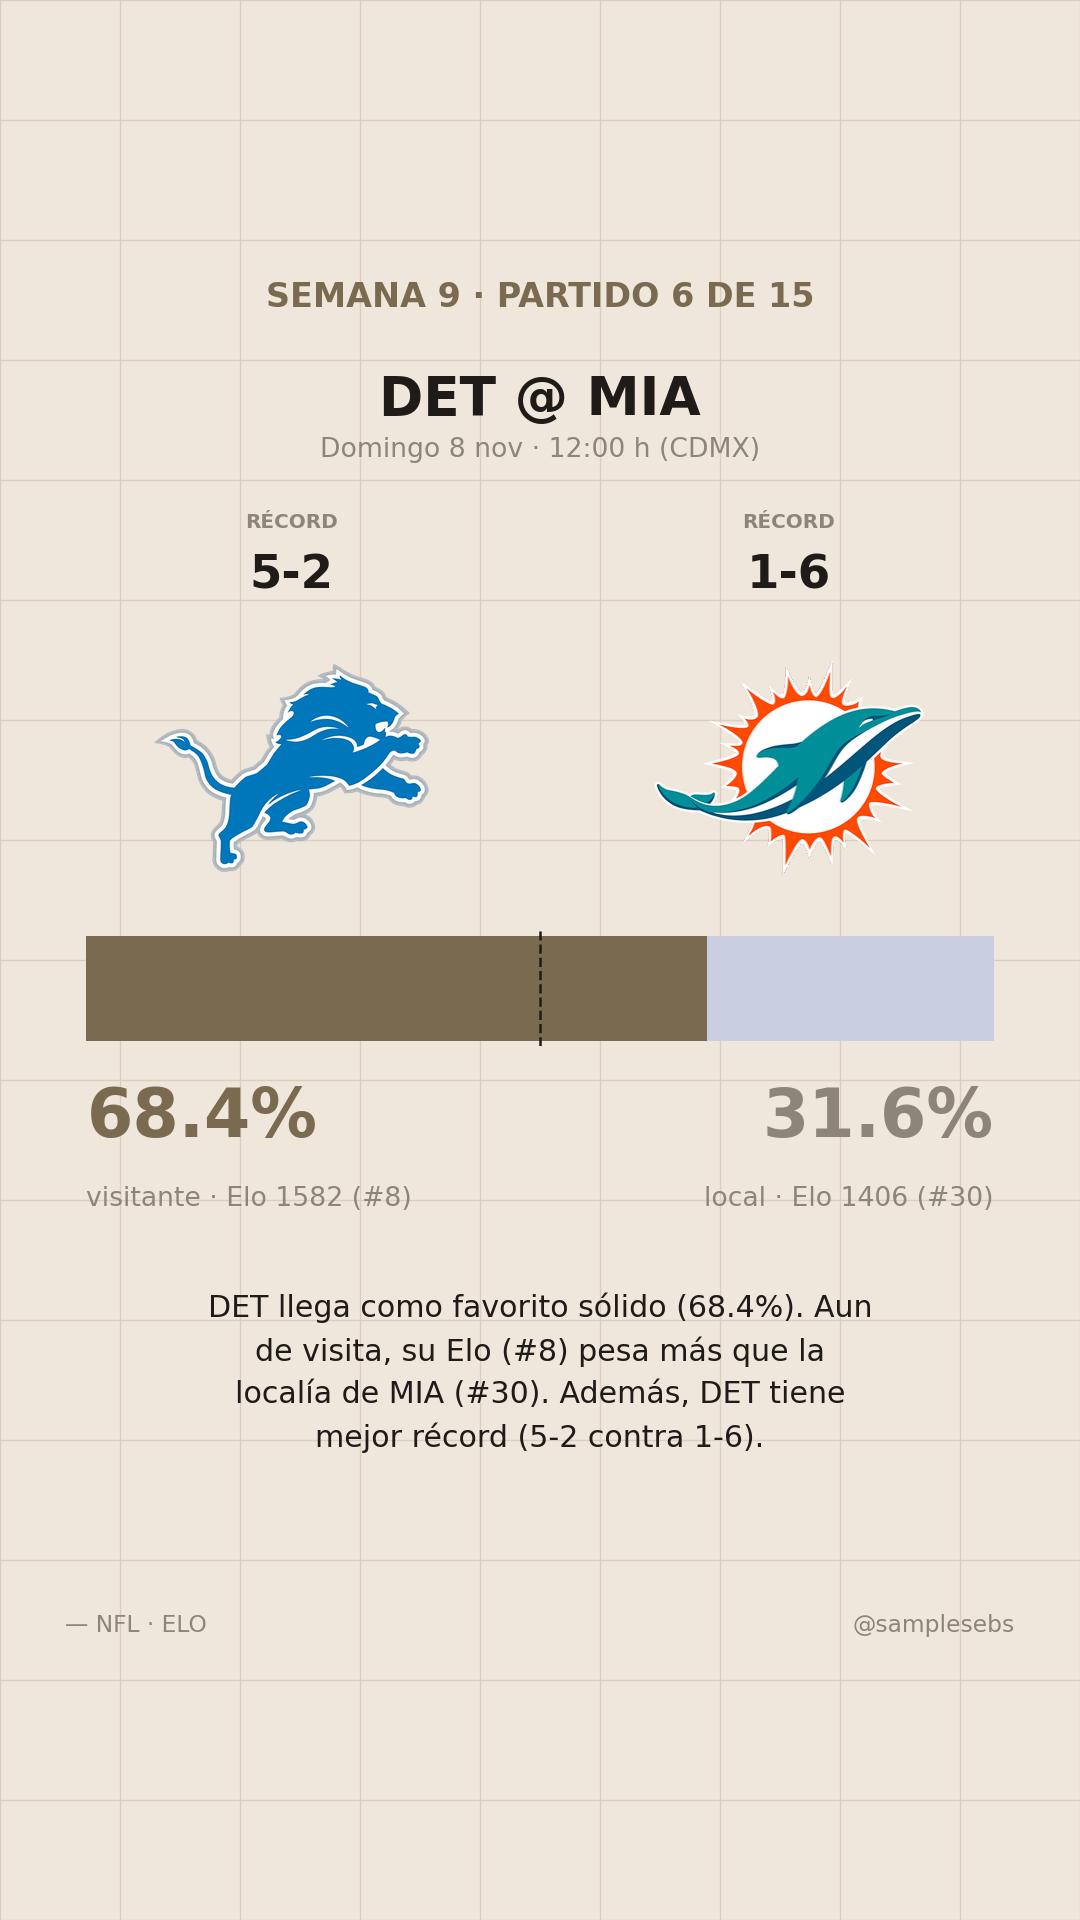 SEMANA 9 · PARTIDO 6 DE 15
DET @ MIA
Domingo 8 nov · 12:00 h (CDMX)
RÉCORD
5-2
RÉCORD
1-6
68.4%
31.6%
visitante · Elo 1582 (#8)
local · Elo 1406 (#30)
DET llega como favorito sólido (68.4%). Aun
de visita, su Elo (#8) pesa más que la
localía de MIA (#30). Además, DET tiene
mejor récord (5-2 contra 1-6).
— NFL · ELO
@samplesebs